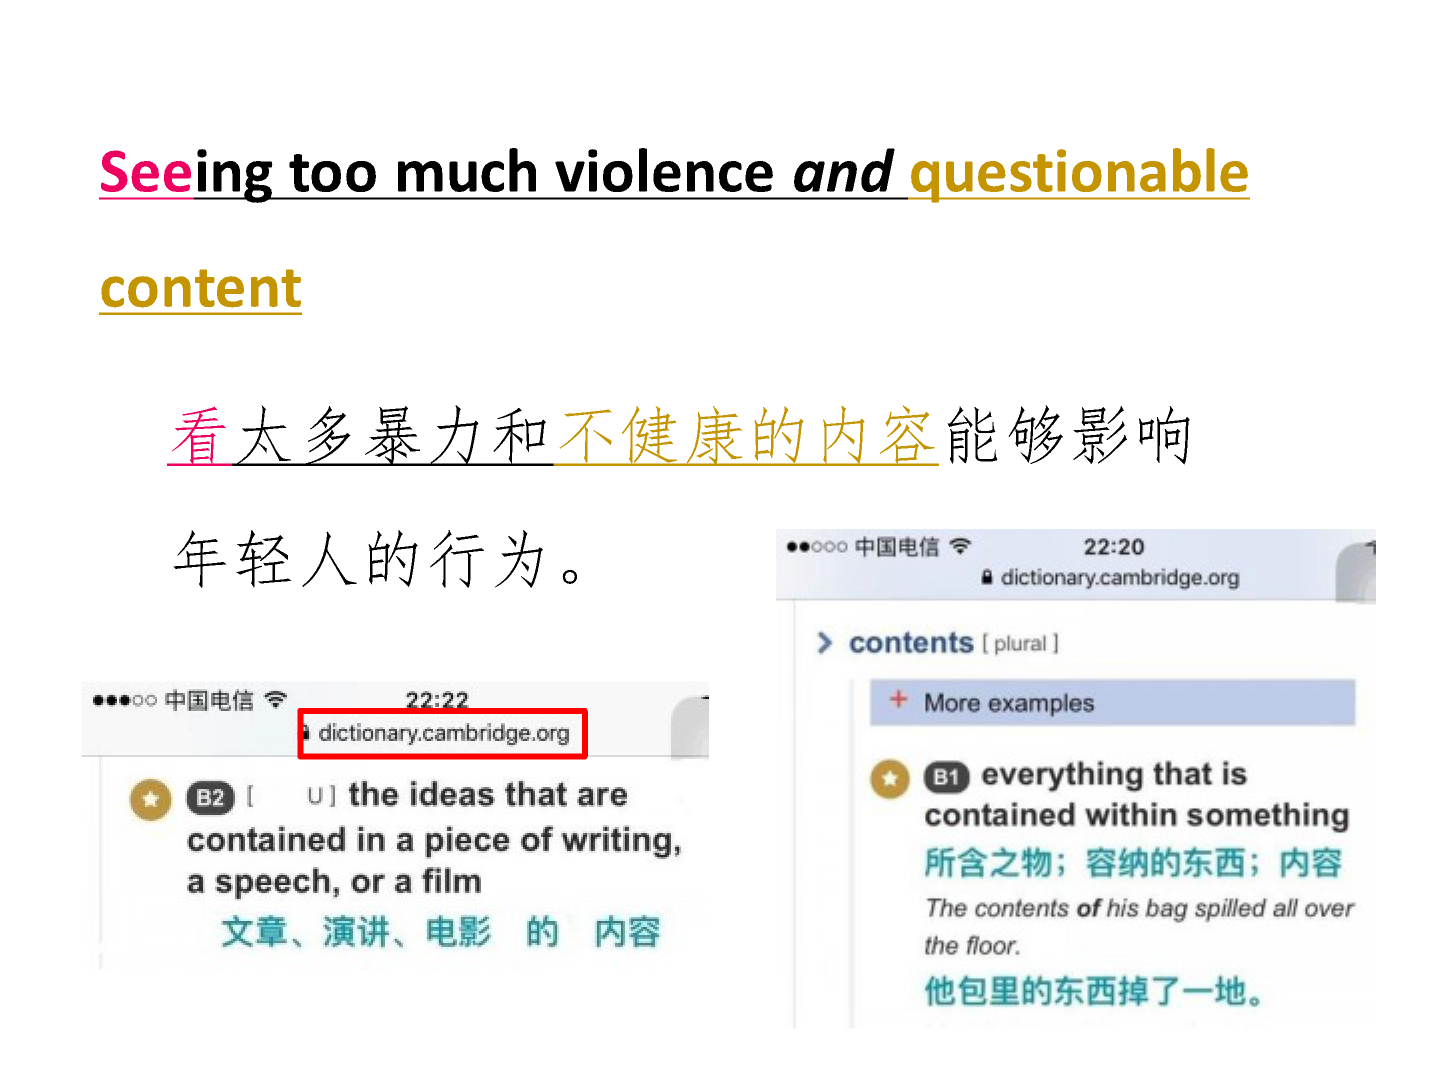 Seeing too much violence and questionable
content
看太多暴力和不健康的内容能够影响
年轻人的行为。
中国电信 22:20
dictionary.cambridge.org
contents [ plural ]
+ More examples
B1 everything that is
contained within something
所含之物；容纳的东西；内容
The contents of his bag spilled all over
the floor.
他包里的东西掉了一地。
中国电信 22:22
dictionary.cambridge.org
B2 [ U ] the ideas that are
contained in a piece of writing,
a speech, or a film
文章、演讲、电影 的 内容